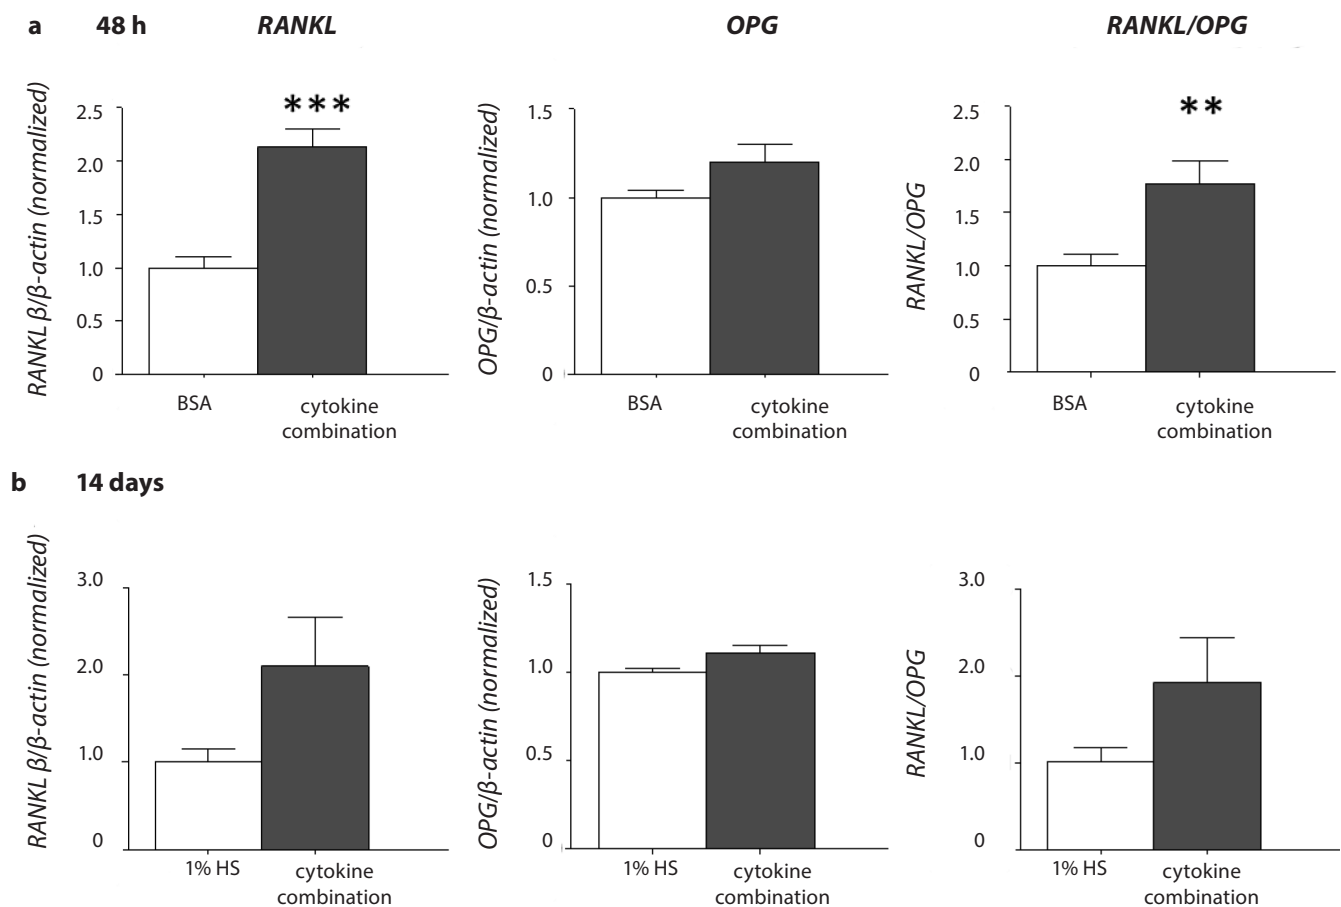 a 48 h RANKL OPG RANKL/OPG
RANKL β/β-actin (normalized)
2.5
2.0
1.5
1.0
0.5
0
***
BSA
cytokine
combination
OPG/β-actin (normalized)
1.5
1.0
0.5
0
BSA
cytokine
combination
RANKL/OPG
2.5
2.0
1.5
1.0
0.5
0
**
BSA
cytokine
combination
b 14 days
RANKL β/β-actin (normalized)
3.0
2.0
1.0
0
1% HS
cytokine
combination
OPG/β-actin (normalized)
1.5
1.0
0.5
0
1% HS
cytokine
combination
RANKL/OPG
3.0
2.0
1.0
0
1% HS
cytokine
combination